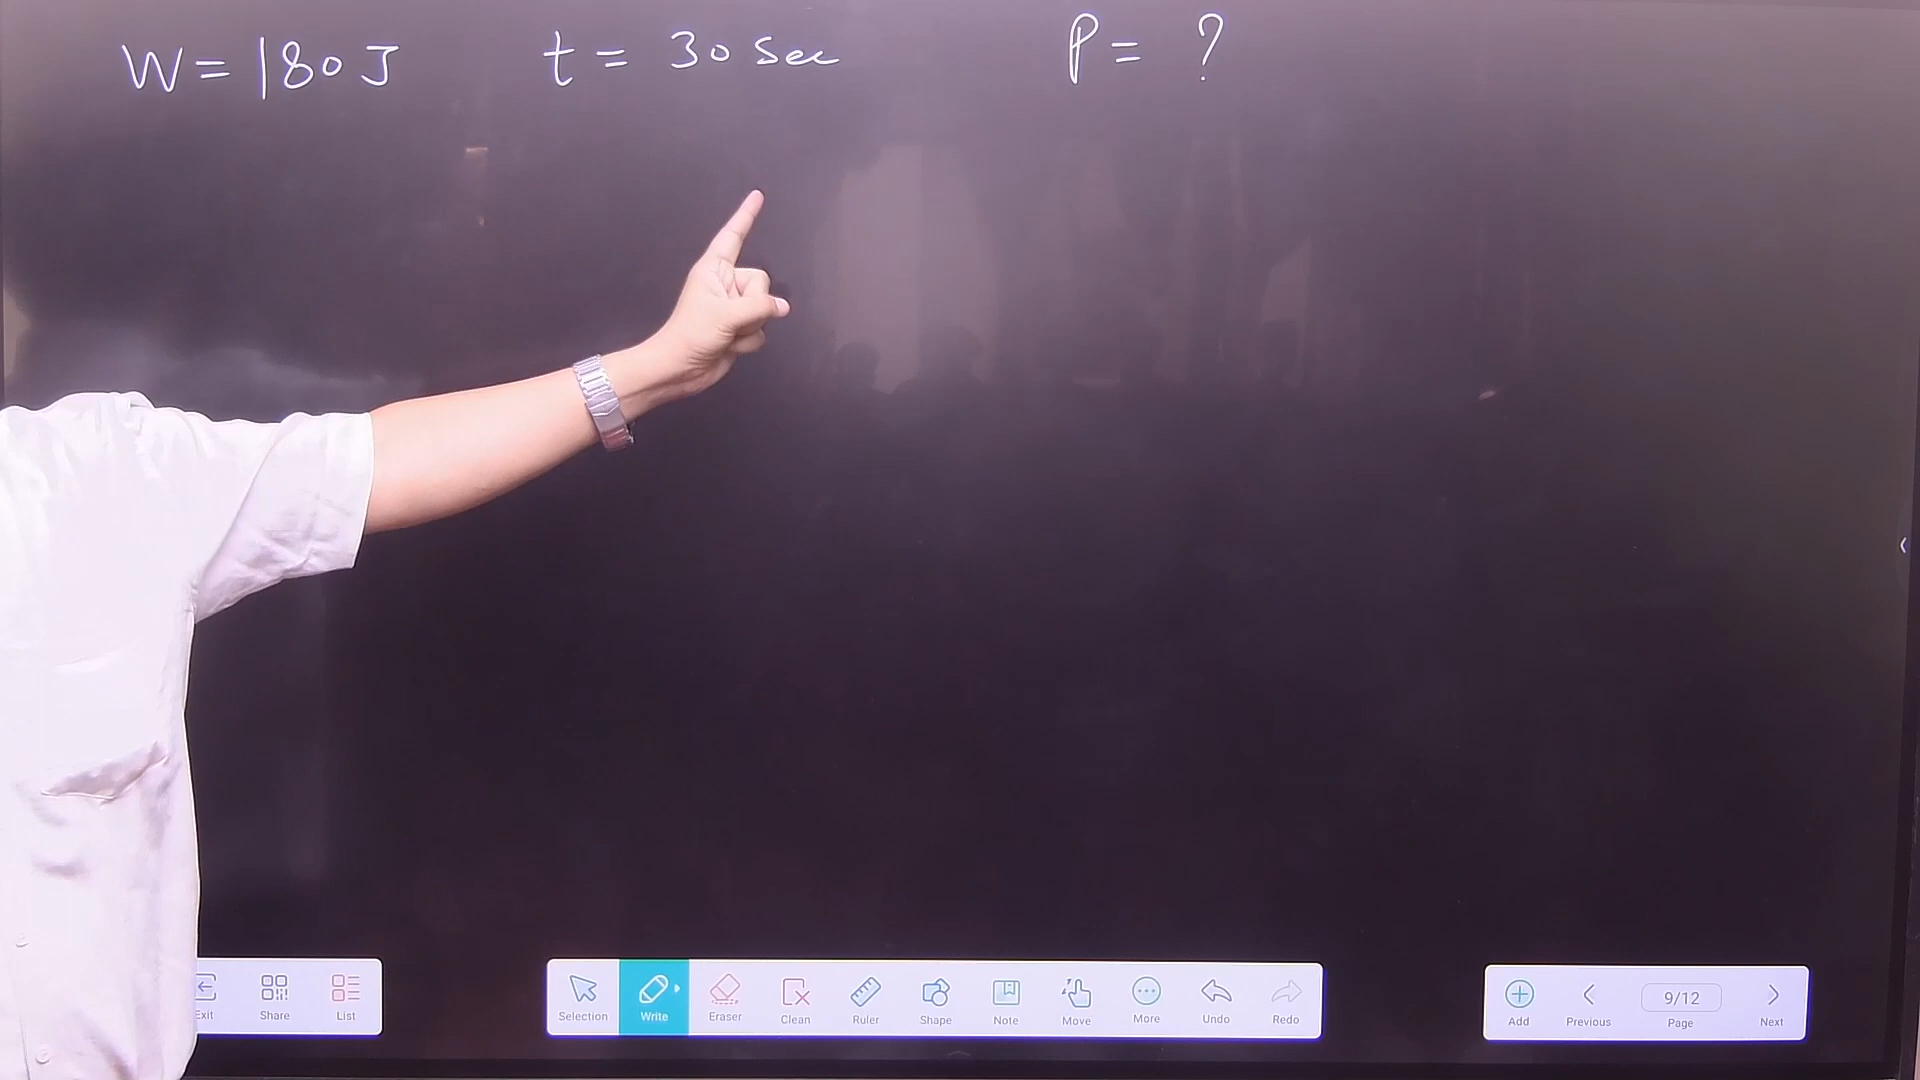 W = 180 J t = 30 Sec P = ?
Exit Share List Selection Write Eraser Clean Ruler Shape Note Move More Undo Redo Add Previous 9/12 Page Next